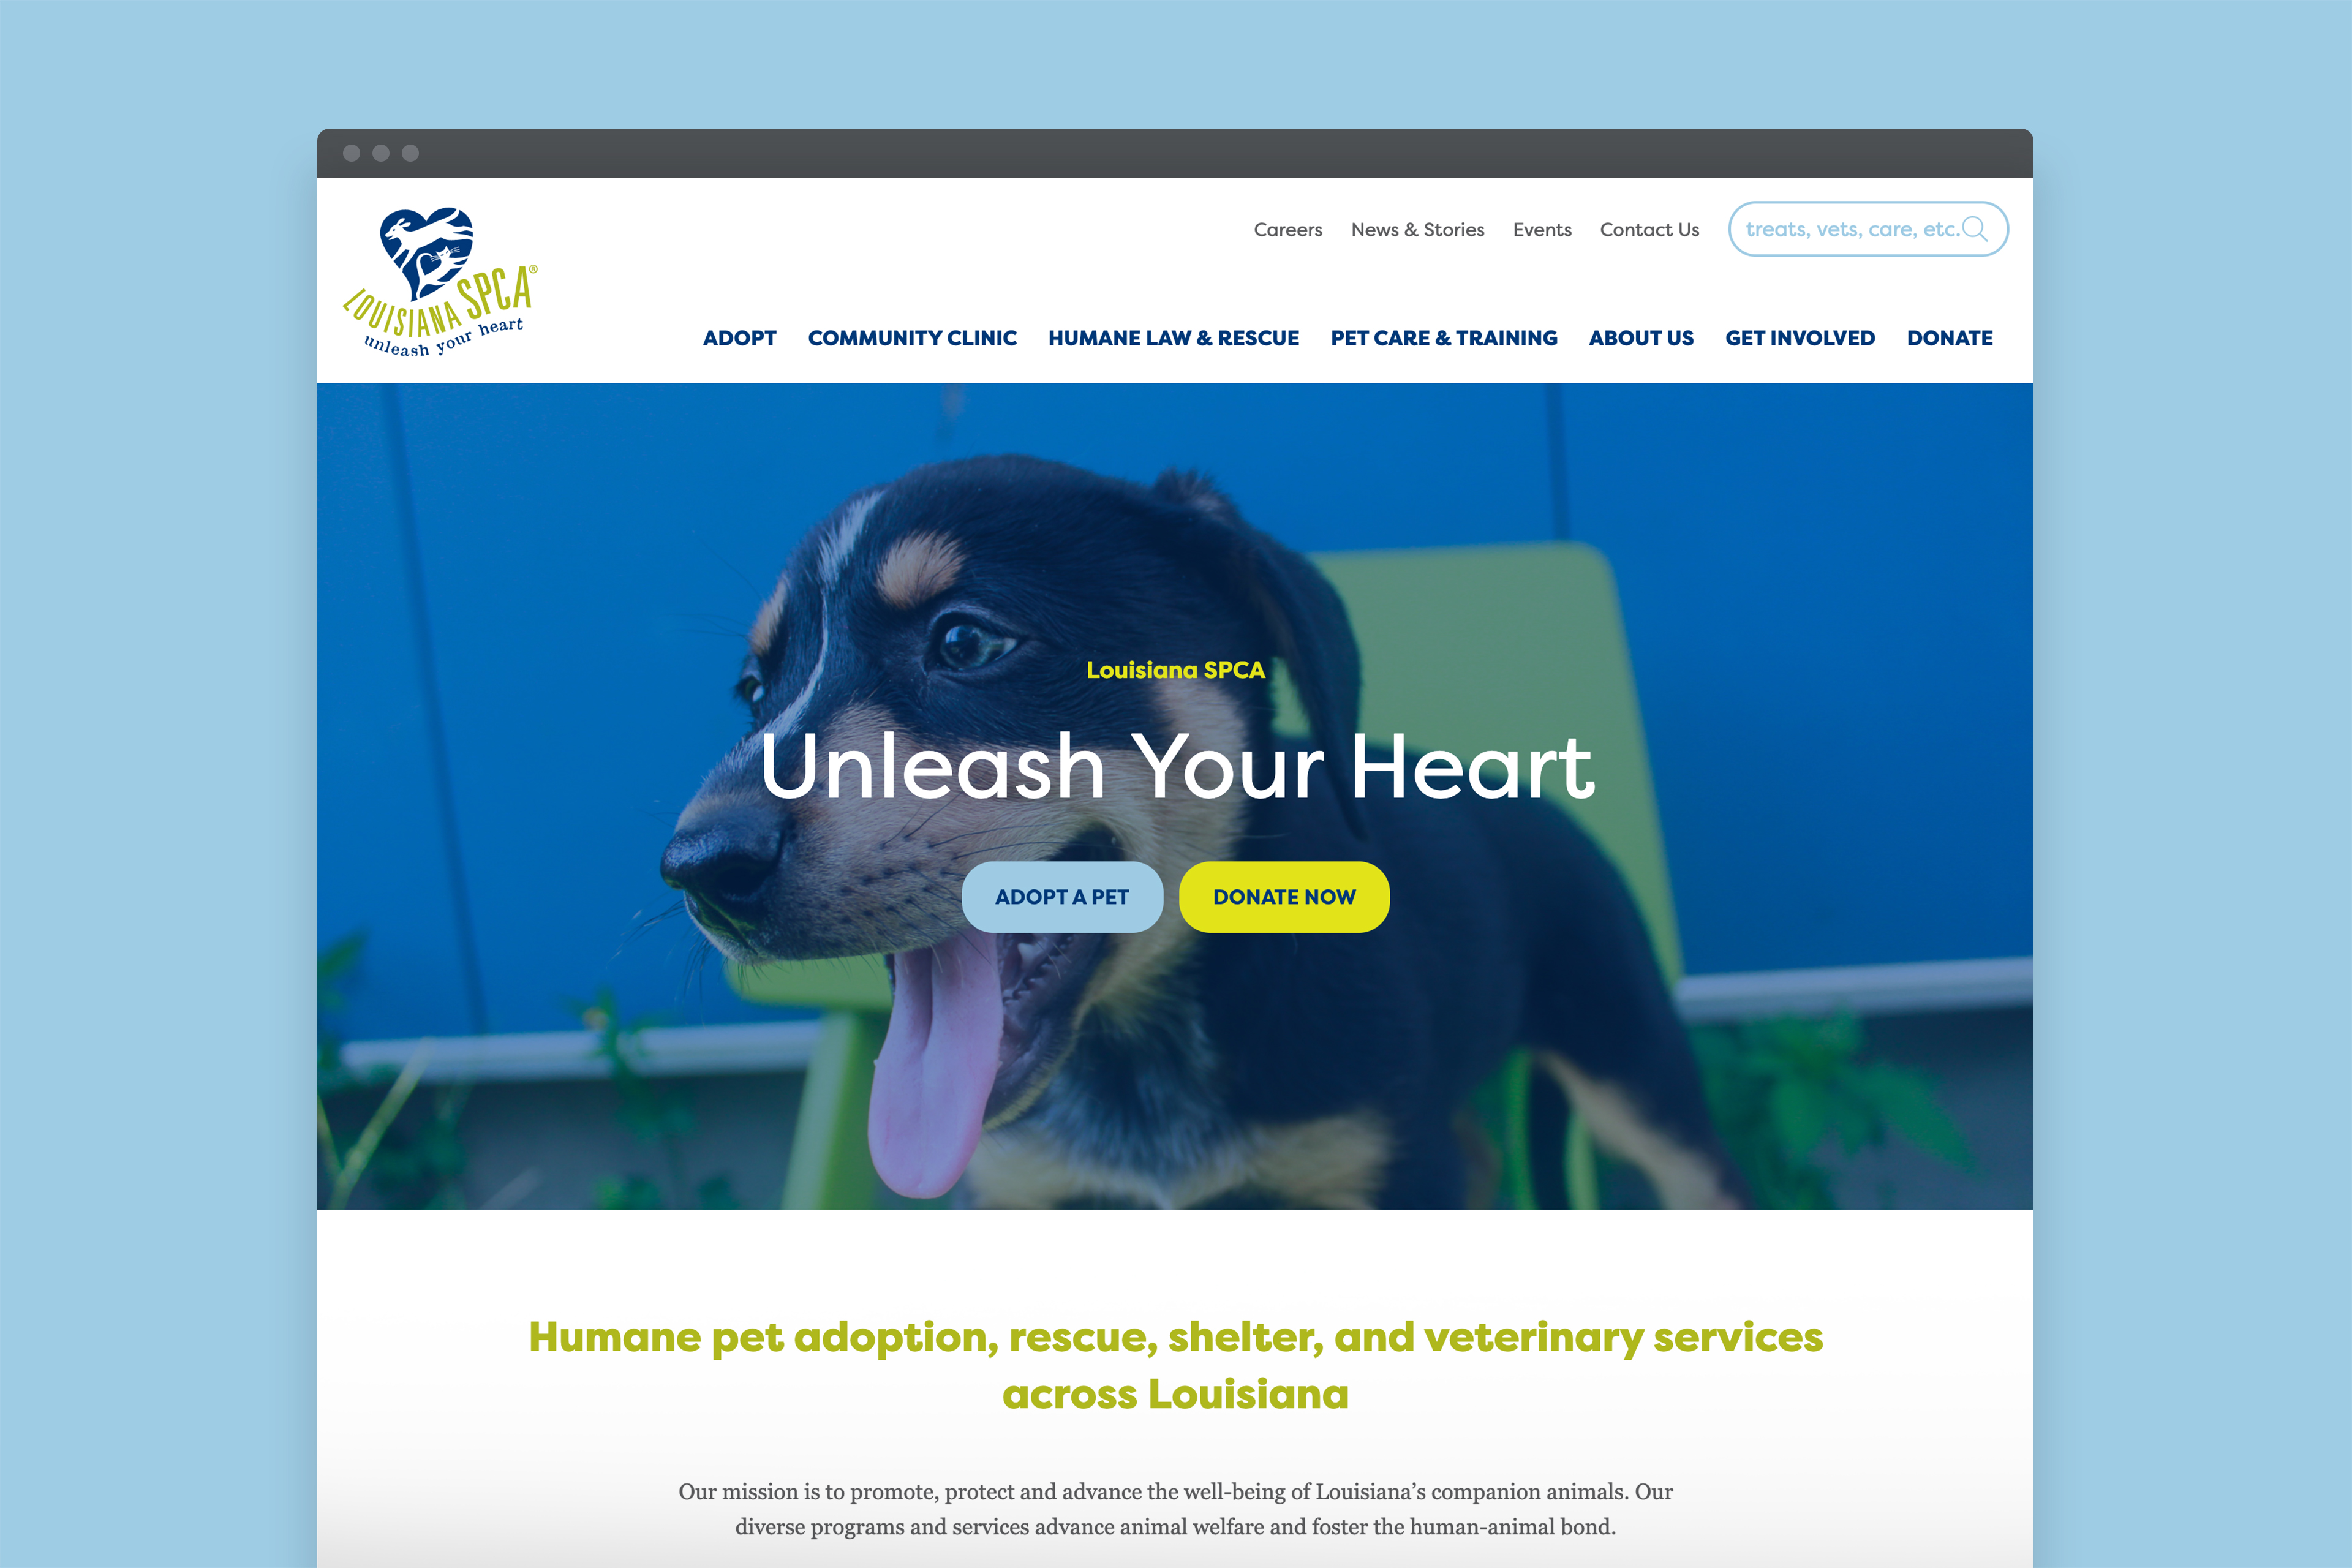 LOUISIANA SPCA®
unleash your heart
Careers News & Stories Events Contact Us treats, vets, care, etc.
ADOPT COMMUNITY CLINIC HUMANE LAW & RESCUE PET CARE & TRAINING ABOUT US GET INVOLVED DONATE
Louisiana SPCA
Unleash Your Heart
ADOPT A PET DONATE NOW
Humane pet adoption, rescue, shelter, and veterinary services
across Louisiana
Our mission is to promote, protect and advance the well-being of Louisiana’s companion animals. Our
diverse programs and services advance animal welfare and foster the human-animal bond.